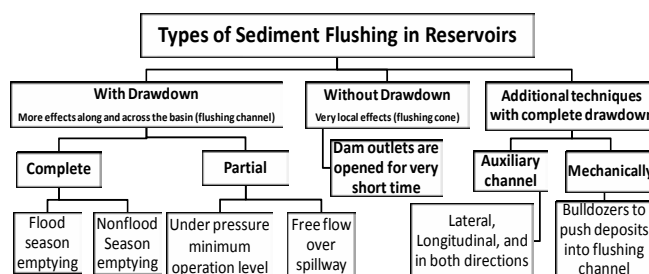 Types of Sediment Flushing in Reservoirs
With Drawdown
More effects along and across the basin (flushing channel)
Without Drawdown
Very local effects (flushing cone)
Additional techniques
with complete drawdown
Complete
Partial
Dam outlets are
opened for very
short time
Auxiliary
channel
Mechanically
Flood
season
emptying
Nonflood
Season
emptying
Under pressure
minimum
operation level
Free flow
over
spillway
Lateral,
Longitudinal, and
in both directions
Bulldozers to
push deposits
into flushing
channel